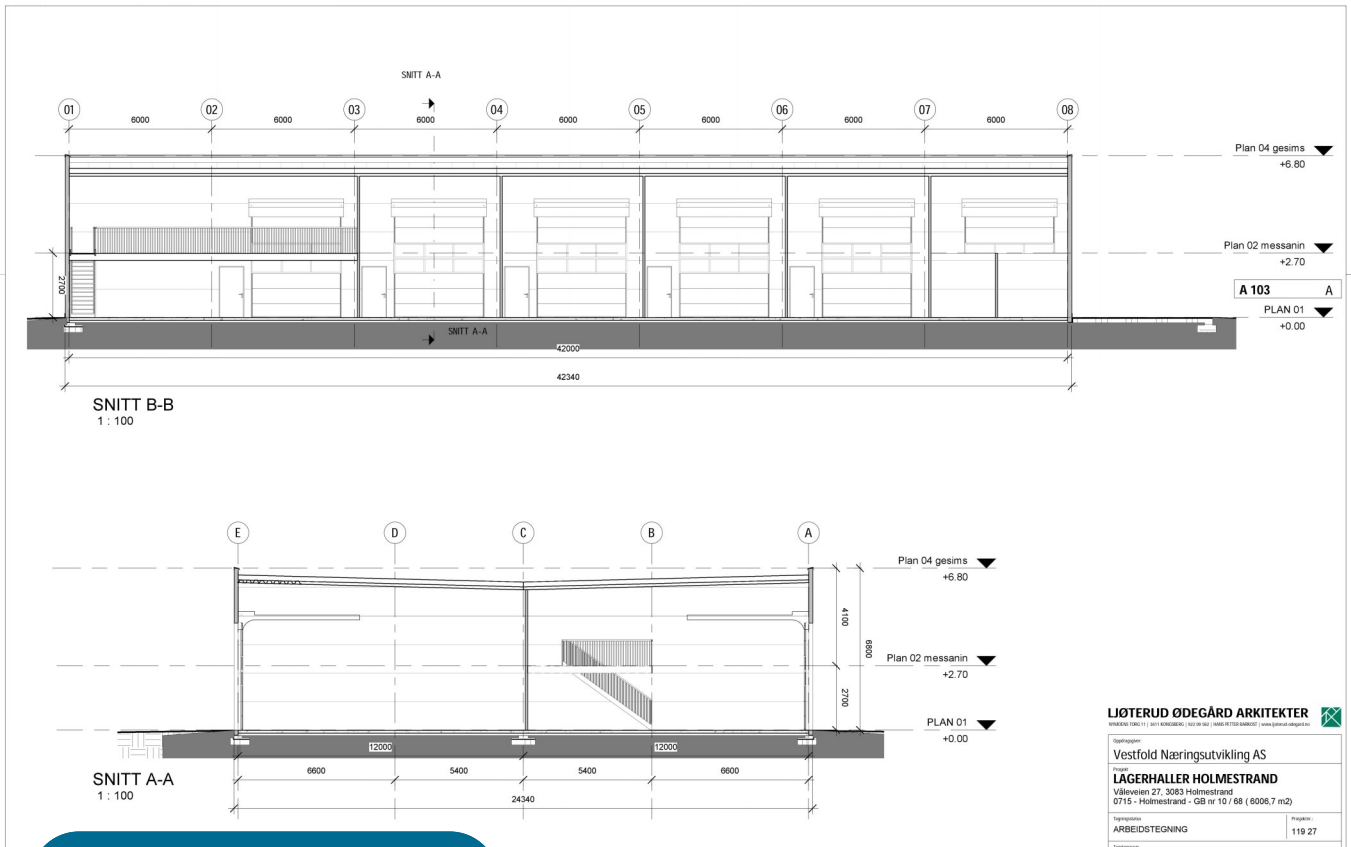 SNITT A-A
01 02 03 04 05 06 07 08
6000 6000 6000 6000 6000 6000 6000
Plan 04 gesims
+6.80
Plan 02 messanin
+2.70
2700
A 103 A
PLAN 01
+0.00
SNITT A-A
42000
42340
SNITT B-B
1 : 100
E D C B A
Plan 04 gesims
+6.80
4100
6800
Plan 02 messanin
+2.70
2700
PLAN 01
+0.00
12000 12000
6600 5400 5400 6600
24340
SNITT A-A
1 : 100
LJØTERUD ØDEGÅRD ARKITEKTER
Oppdragsgiver:
Vestfold Næringsutvikling AS
Prosjekt
LAGERHALLER HOLMESTRAND
Våleveien 27, 3083 Holmestrand
0715 - Holmestrand - GB nr 10 / 68 ( 6006,7 m2)
Tegningsstatus
ARBEIDSTEGNING
Prosjektnr.:
119 27